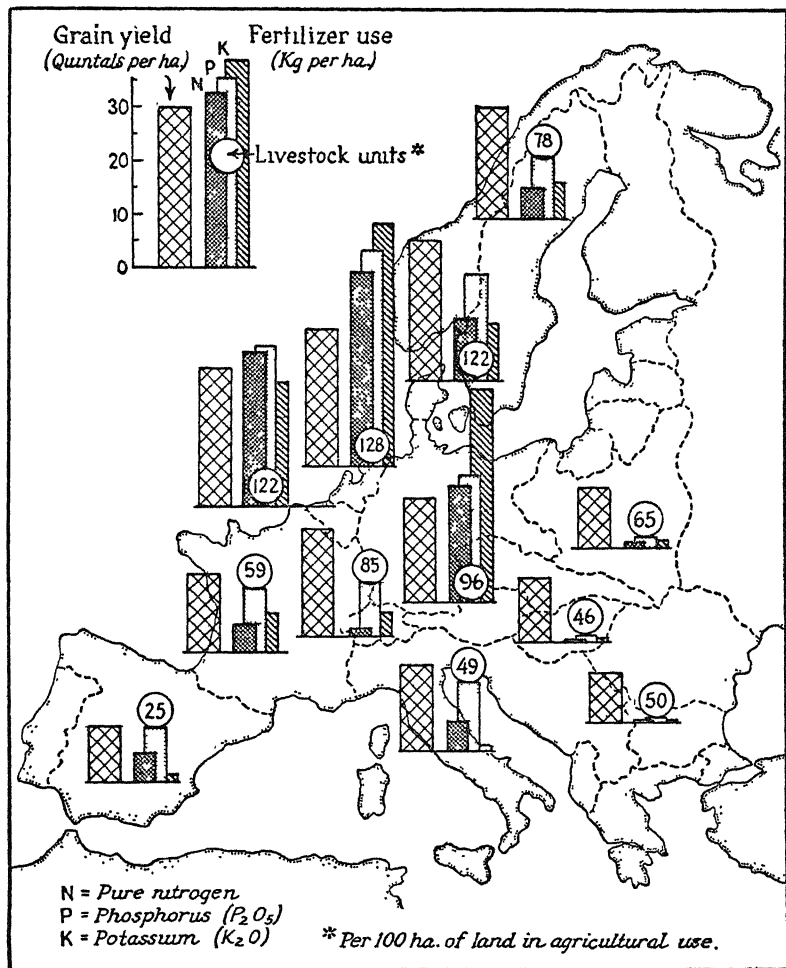 Grain yield
(Quintals per ha.)
Fertilizer use
(Kg per ha.)
K
P
N
30
20
10
0
Livestock units*
78
122
128
122
65
96
85
59
46
49
50
25
N = Pure nitrogen
P = Phosphorus (P₂O₅)
K = Potassium (K₂O)
*Per 100 ha. of land in agricultural use.